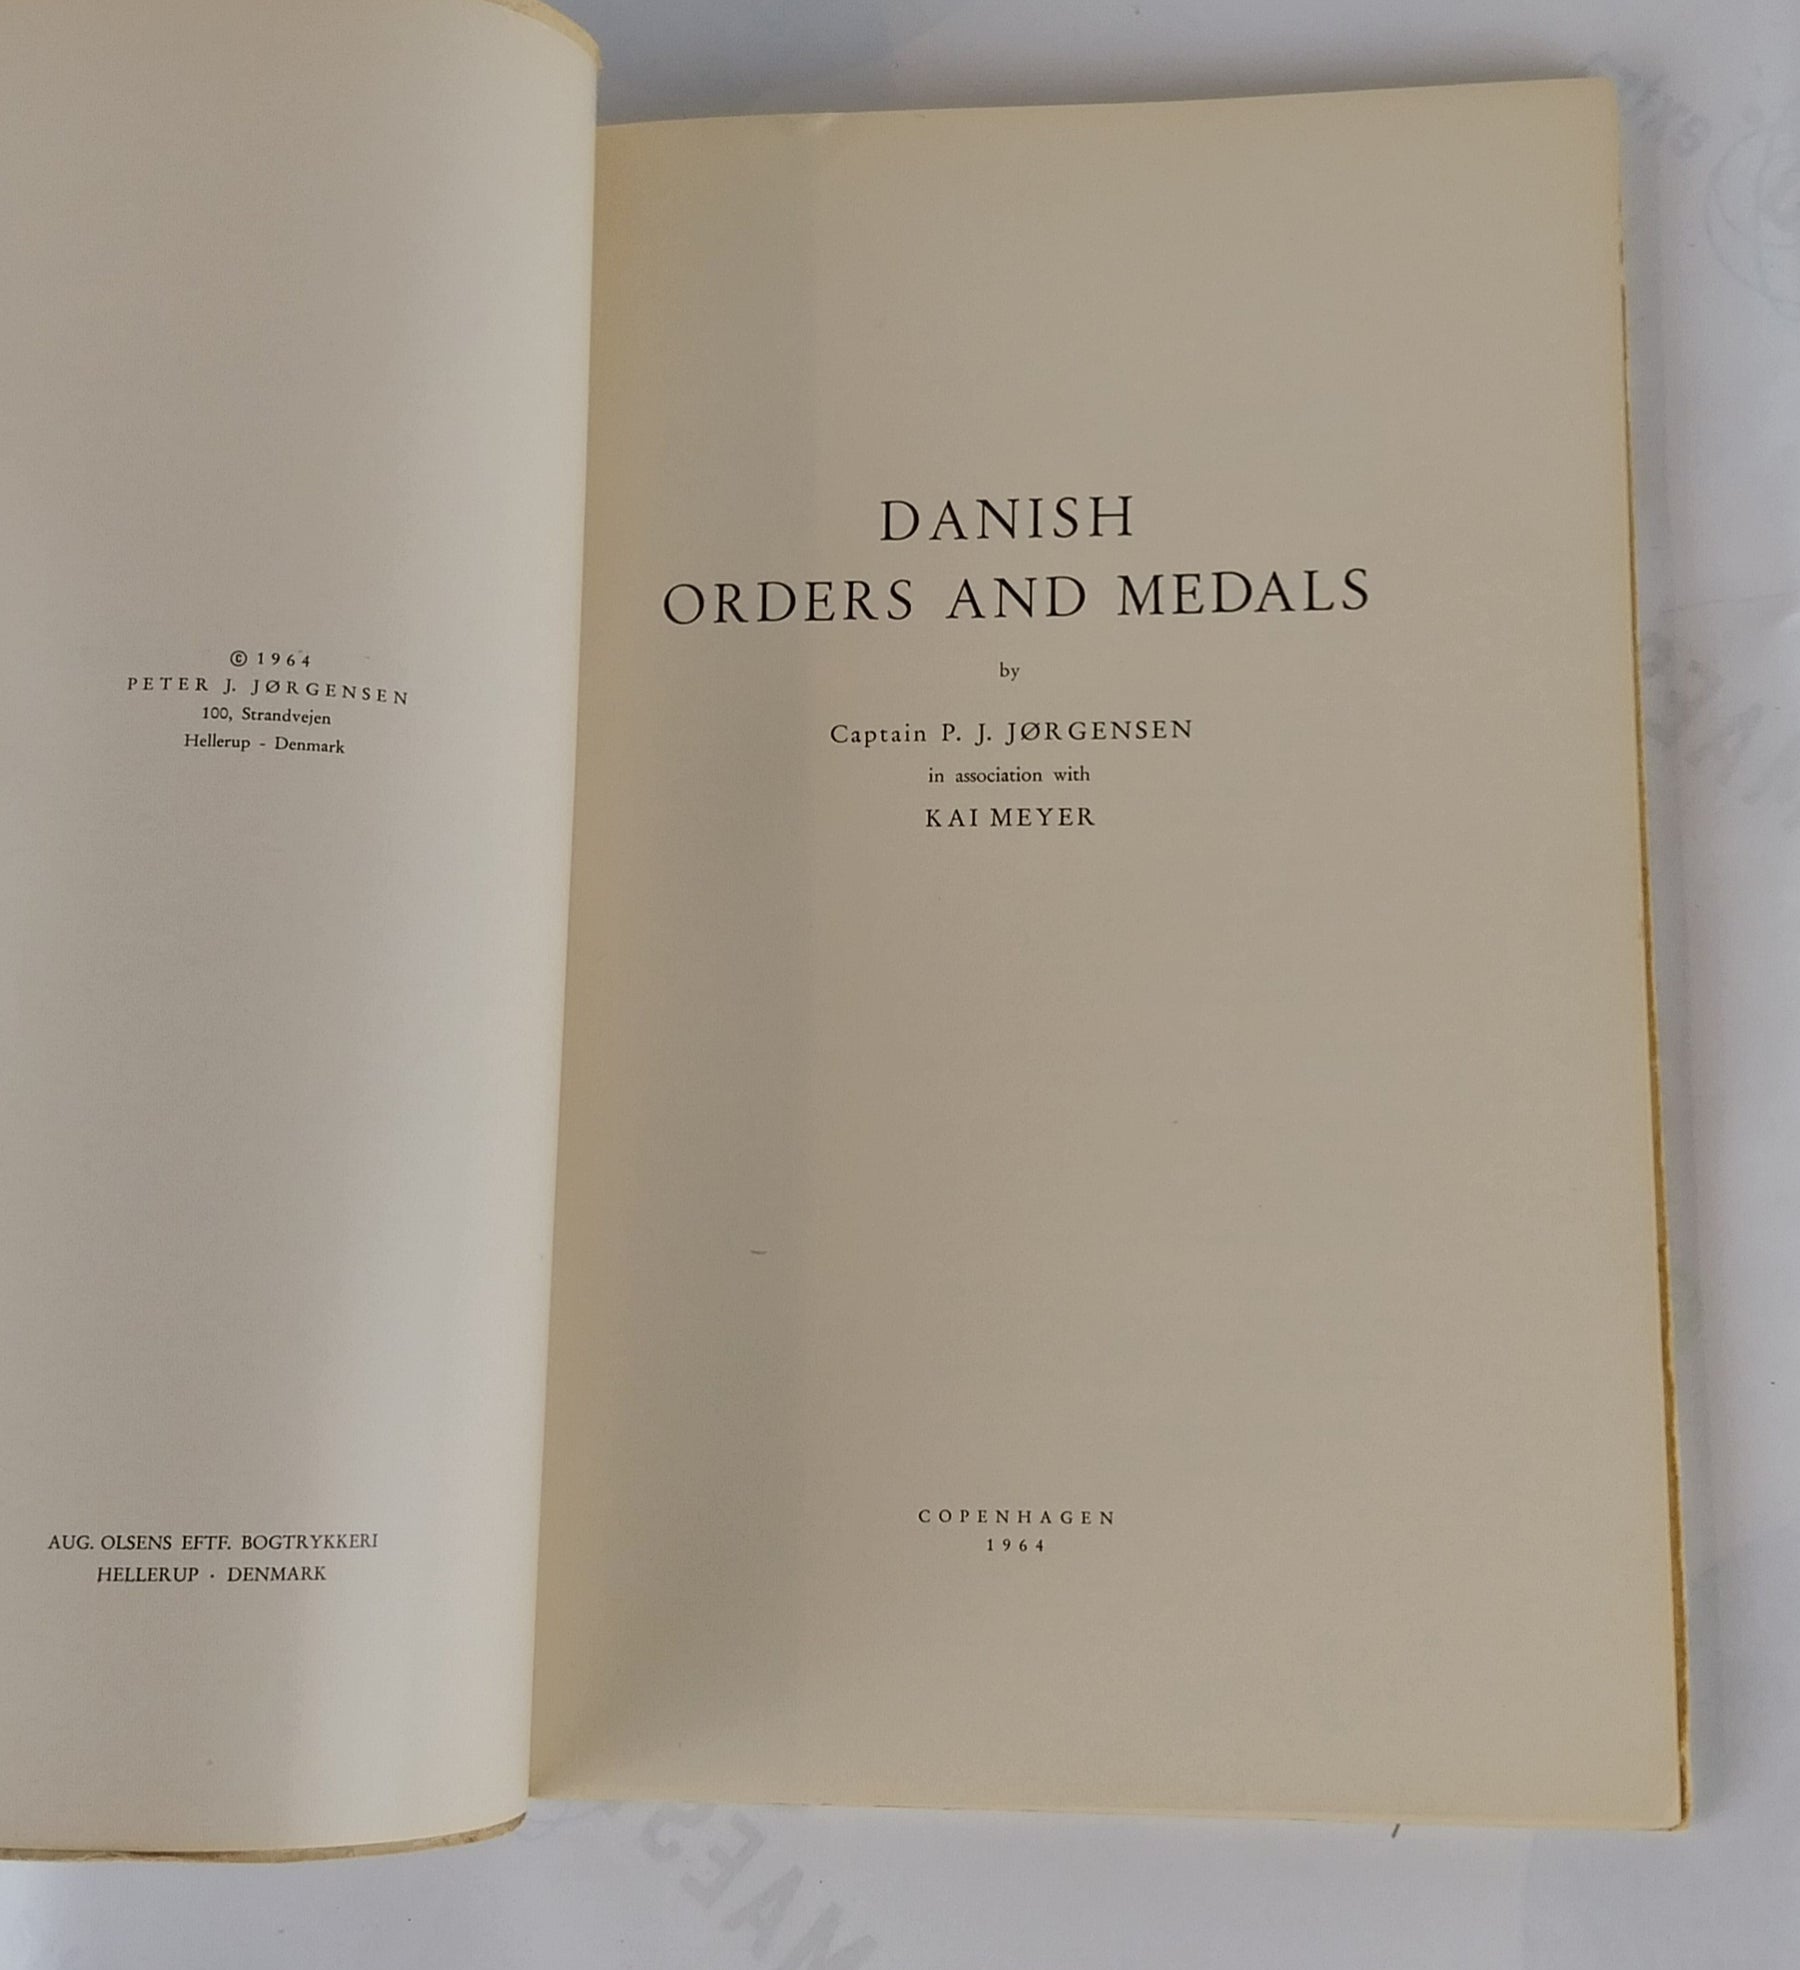 © 1964
PETER J. JØRGENSEN
100, Strandvejen
Hellerup - Denmark
AUG. OLSENS EFTF. BOGTRYKKERI
HELLERUP · DENMARK
DANISH
ORDERS AND MEDALS
by
Captain P. J. JØRGENSEN
in association with
KAI MEYER
COPENHAGEN
1964